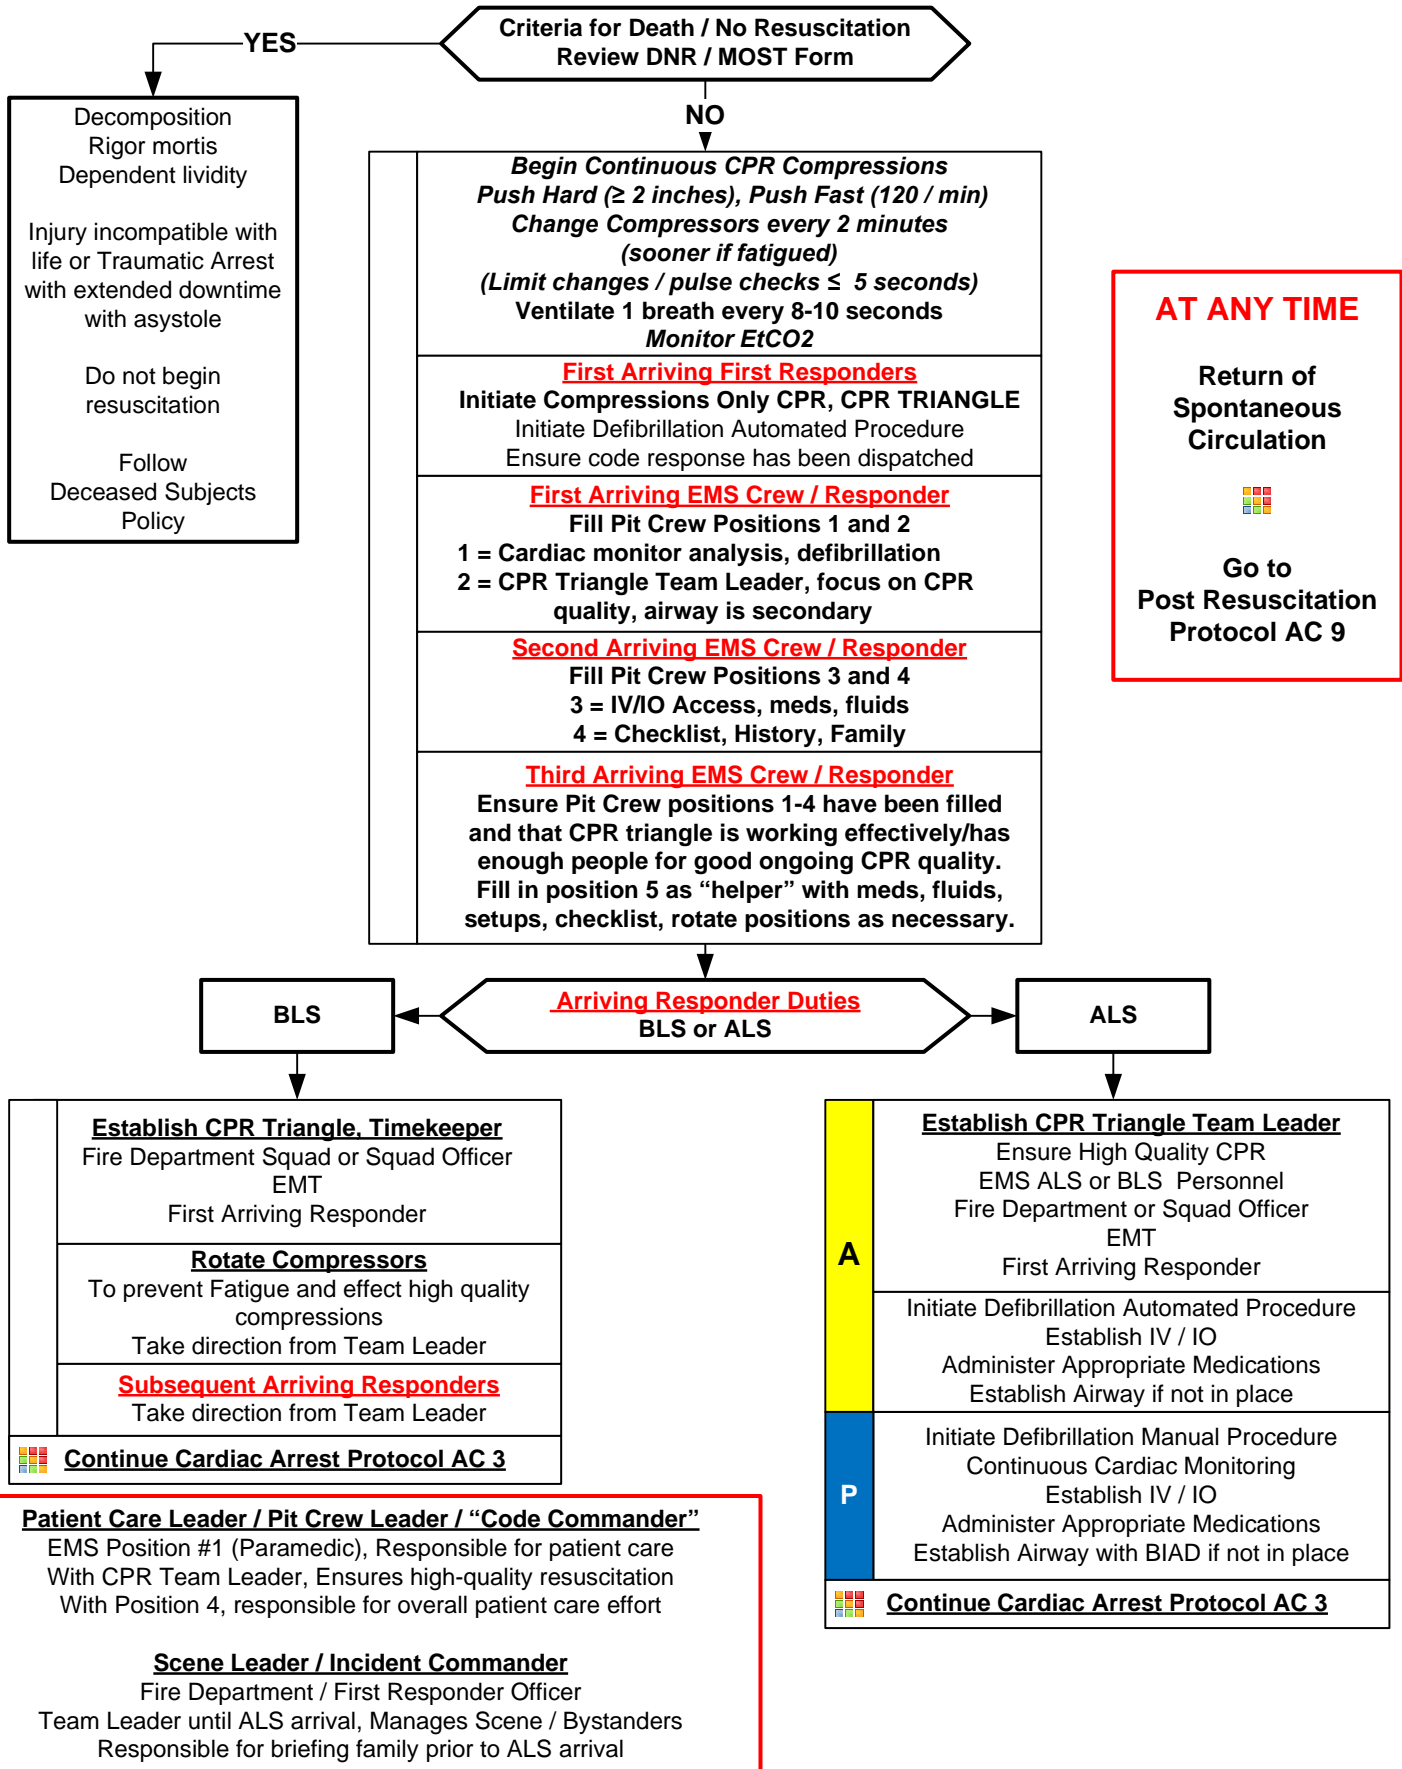 Criteria for Death / No Resuscitation
Review DNR / MOST Form
YES
NO
Decomposition
Rigor mortis
Dependent lividity
Injury incompatible with
life or Traumatic Arrest
with extended downtime
with asystole
Do not begin
resuscitation
Follow
Deceased Subjects
Policy
Begin Continuous CPR Compressions
Push Hard (≥ 2 inches), Push Fast (120 / min)
Change Compressors every 2 minutes
(sooner if fatigued)
(Limit changes / pulse checks ≤ 5 seconds)
Ventilate 1 breath every 8-10 seconds
Monitor EtCO2
First Arriving First Responders
Initiate Compressions Only CPR, CPR TRIANGLE
Initiate Defibrillation Automated Procedure
Ensure code response has been dispatched
First Arriving EMS Crew / Responder
Fill Pit Crew Positions 1 and 2
1 = Cardiac monitor analysis, defibrillation
2 = CPR Triangle Team Leader, focus on CPR
quality, airway is secondary
Second Arriving EMS Crew / Responder
Fill Pit Crew Positions 3 and 4
3 = IV/IO Access, meds, fluids
4 = Checklist, History, Family
Third Arriving EMS Crew / Responder
Ensure Pit Crew positions 1-4 have been filled
and that CPR triangle is working effectively/has
enough people for good ongoing CPR quality.
Fill in position 5 as “helper” with meds, fluids,
setups, checklist, rotate positions as necessary.
AT ANY TIME
Return of
Spontaneous
Circulation
Go to
Post Resuscitation
Protocol AC 9
Arriving Responder Duties
BLS or ALS
BLS
ALS
Establish CPR Triangle, Timekeeper
Fire Department Squad or Squad Officer
EMT
First Arriving Responder
Rotate Compressors
To prevent Fatigue and effect high quality
compressions
Take direction from Team Leader
Subsequent Arriving Responders
Take direction from Team Leader
Continue Cardiac Arrest Protocol AC 3
A
Establish CPR Triangle Team Leader
Ensure High Quality CPR
EMS ALS or BLS Personnel
Fire Department or Squad Officer
EMT
First Arriving Responder
Initiate Defibrillation Automated Procedure
Establish IV / IO
Administer Appropriate Medications
Establish Airway if not in place
P
Initiate Defibrillation Manual Procedure
Continuous Cardiac Monitoring
Establish IV / IO
Administer Appropriate Medications
Establish Airway with BIAD if not in place
Continue Cardiac Arrest Protocol AC 3
Patient Care Leader / Pit Crew Leader / “Code Commander”
EMS Position #1 (Paramedic), Responsible for patient care
With CPR Team Leader, Ensures high-quality resuscitation
With Position 4, responsible for overall patient care effort
Scene Leader / Incident Commander
Fire Department / First Responder Officer
Team Leader until ALS arrival, Manages Scene / Bystanders
Responsible for briefing family prior to ALS arrival